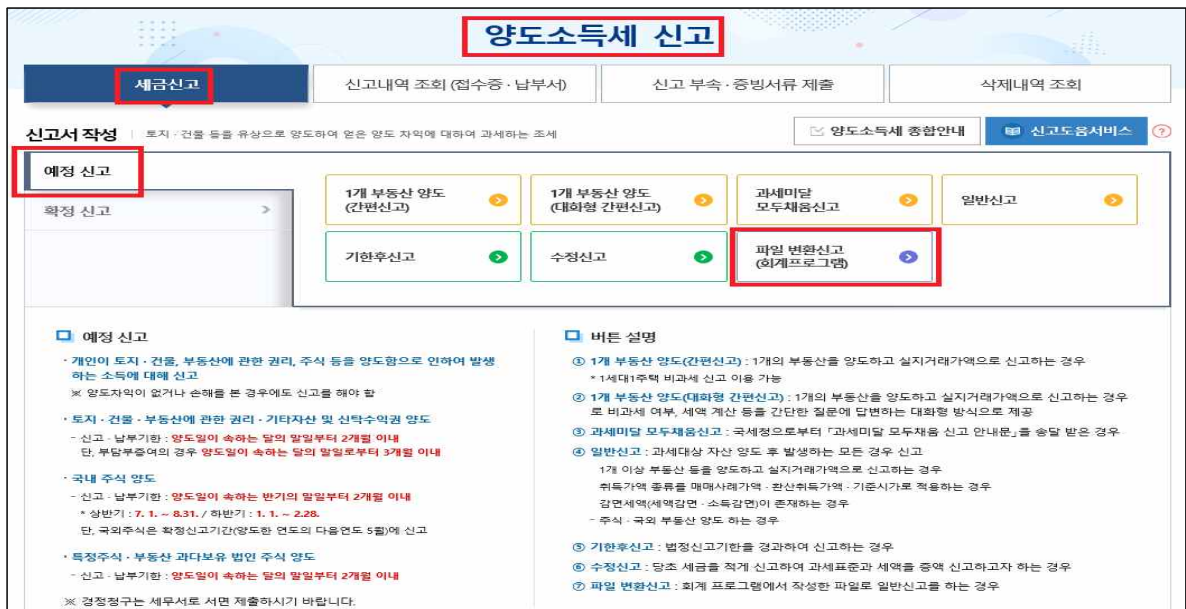 양도소득세 신고
세금신고
신고내역 조회 (접수증 · 납부서)
신고 부속 · 증빙서류 제출
삭제내역 조회
신고서 작성
토지 · 건물 등을 유상으로 양도하여 얻은 양도 차익에 대하여 과세하는 조세
양도소득세 종합안내
신고도움서비스
?
예정 신고
확정 신고
1개 부동산 양도
(간편신고)
1개 부동산 양도
(대화형 간편신고)
과세미달
모두채움신고
일반신고
기한후신고
수정신고
파일 변환신고
(회계프로그램)
예정 신고
· 개인이 토지 · 건물, 부동산에 관한 권리, 주식 등을 양도함으로 인하여 발생
하는 소득에 대해 신고
※ 양도차익이 없거나 손해를 본 경우에도 신고를 해야 함
· 토지 · 건물 · 부동산에 관한 권리 · 기타자산 및 신탁수익권 양도
- 신고 · 납부기한 : 양도일이 속하는 달의 말일부터 2개월 이내
단, 부담부증여의 경우 양도일이 속하는 달의 말일로부터 3개월 이내
· 국내 주식 양도
- 신고 · 납부기한 : 양도일이 속하는 반기의 말일부터 2개월 이내
* 상반기 : 7. 1. ~ 8.31. / 하반기 : 1. 1. ~ 2.28.
단, 국외주식은 확정신고기간(양도한 연도의 다음연도 5월)에 신고
· 특정주식 · 부동산 과다보유 법인 주식 양도
- 신고 · 납부기한 : 양도일이 속하는 달의 말일부터 2개월 이내
※ 경정청구는 세무서로 서면 제출하시기 바랍니다.
버튼 설명
① 1개 부동산 양도(간편신고) : 1개의 부동산을 양도하고 실지거래가액으로 신고하는 경우
* 1세대1주택 비과세 신고 이용 가능
② 1개 부동산 양도(대화형 간편신고) : 1개의 부동산을 양도하고 실지거래가액으로 신고하는 경우
로 비과세 여부, 세액 계산 등을 간단한 질문에 답변하는 대화형 방식으로 제공
③ 과세미달 모두채움신고 : 국세청으로부터 「과세미달 모두채움 신고 안내문」을 송달 받은 경우
④ 일반신고 : 과세대상 자산 양도 후 발생하는 모든 경우 신고
1개 이상 부동산 등을 양도하고 실지거래가액으로 신고하는 경우
취득가액 종류를 매매사례가액 · 환산취득가액 · 기준시가로 적용하는 경우
감면세액(세액감면 · 소득감면)이 존재하는 경우
- 주식 · 국외 부동산 양도 하는 경우
⑤ 기한후신고 : 법정신고기한을 경과하여 신고하는 경우
⑥ 수정신고 : 당초 세금을 적게 신고하여 과세표준과 세액을 증액 신고하고자 하는 경우
⑦ 파일 변환신고 : 회계 프로그램에서 작성한 파일로 일반신고를 하는 경우